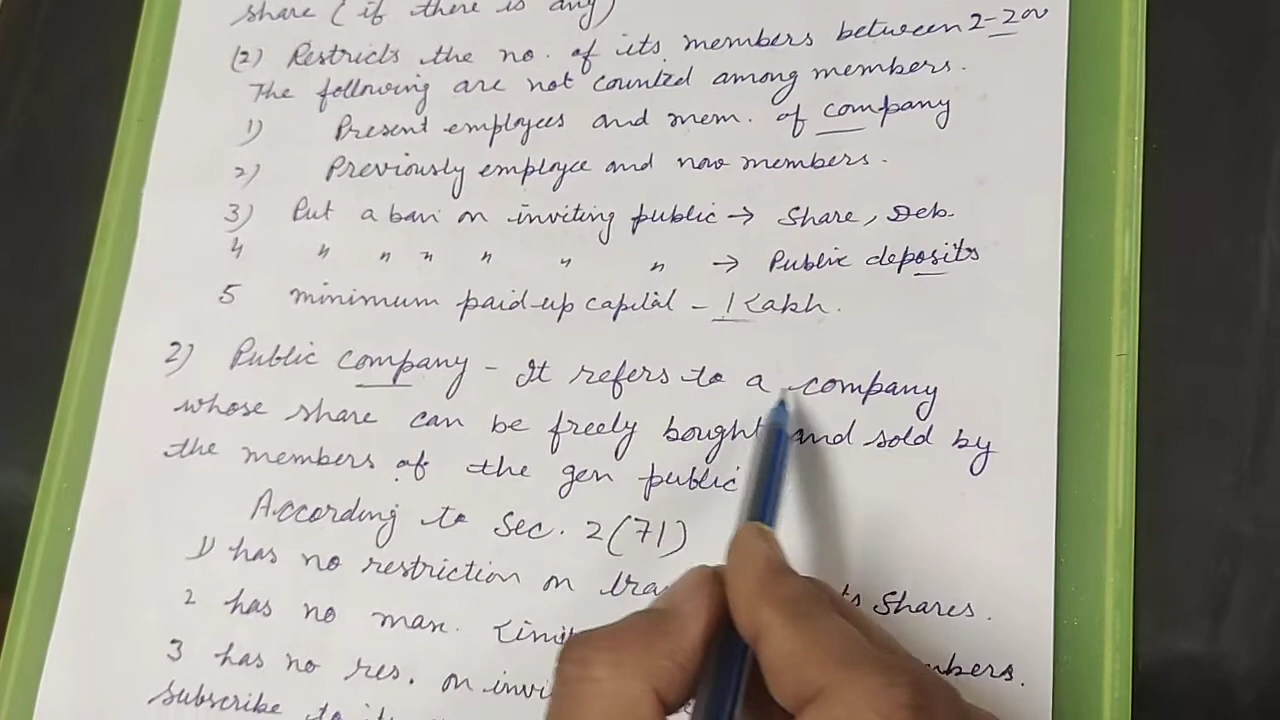 share (if there is any)
(2) Restricts the no. of its members between 2-200
The following are not counted among members.
1) Present employees and mem. of company
2) Previously employee and now members.
3) Put a ban on inviting public → Share, Deb.
4 " " " " " " → Public deposits
5 minimum paid-up capital - 1 Lakh.
2) Public company - It refers to a company
whose share can be freely bought and sold by
the members of the gen public
According to Sec. 2(71)
1) has no restriction on Shares.
2 has no max.
3 has no res. on
subscribe to